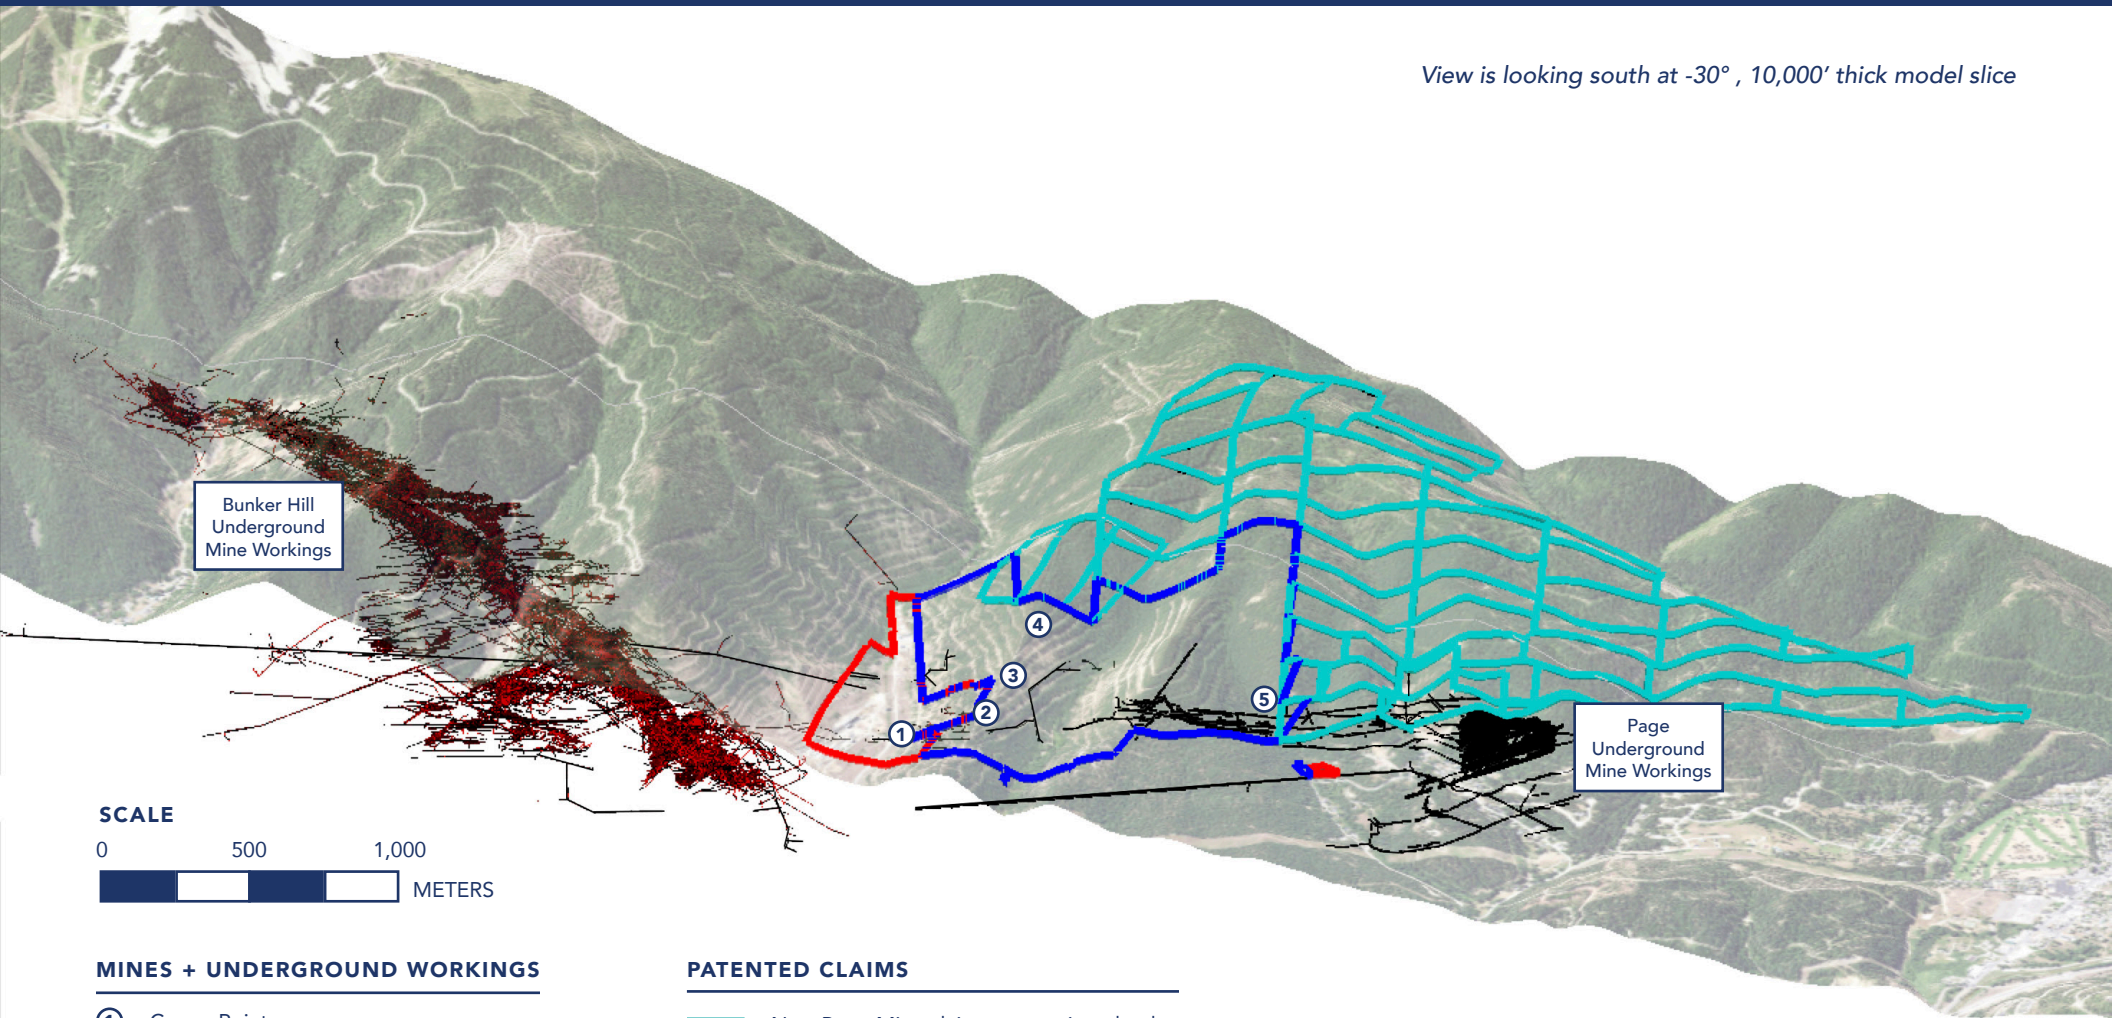 View is looking south at -30° , 10,000’ thick model slice
Bunker Hill
Underground
Mine Workings
4
3
5
2
1
Page
Underground
Mine Workings
SCALE
0 500 1,000
METERS
MINES + UNDERGROUND WORKINGS
PATENTED CLAIMS
1